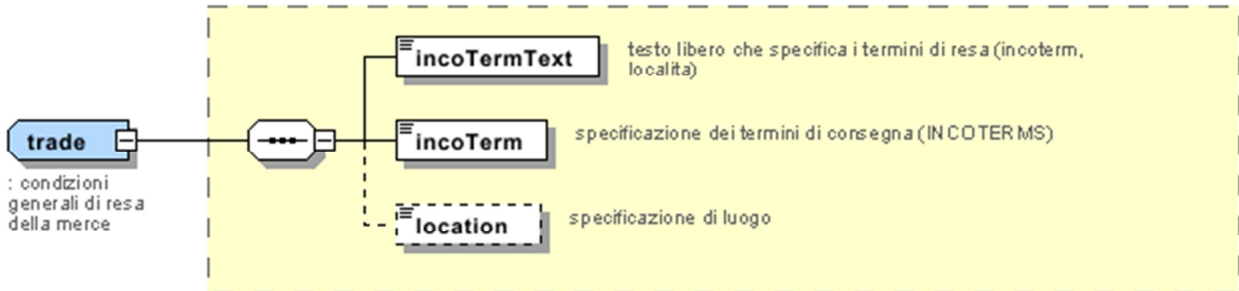 incoTermText
testo libero che specifica i termini di resa (incoterm,
localita)
trade
incoTerm
specificazione dei termini di consegna (INCOTERMS)
: condizioni
generali di resa
della merce
location
specificazione di luogo